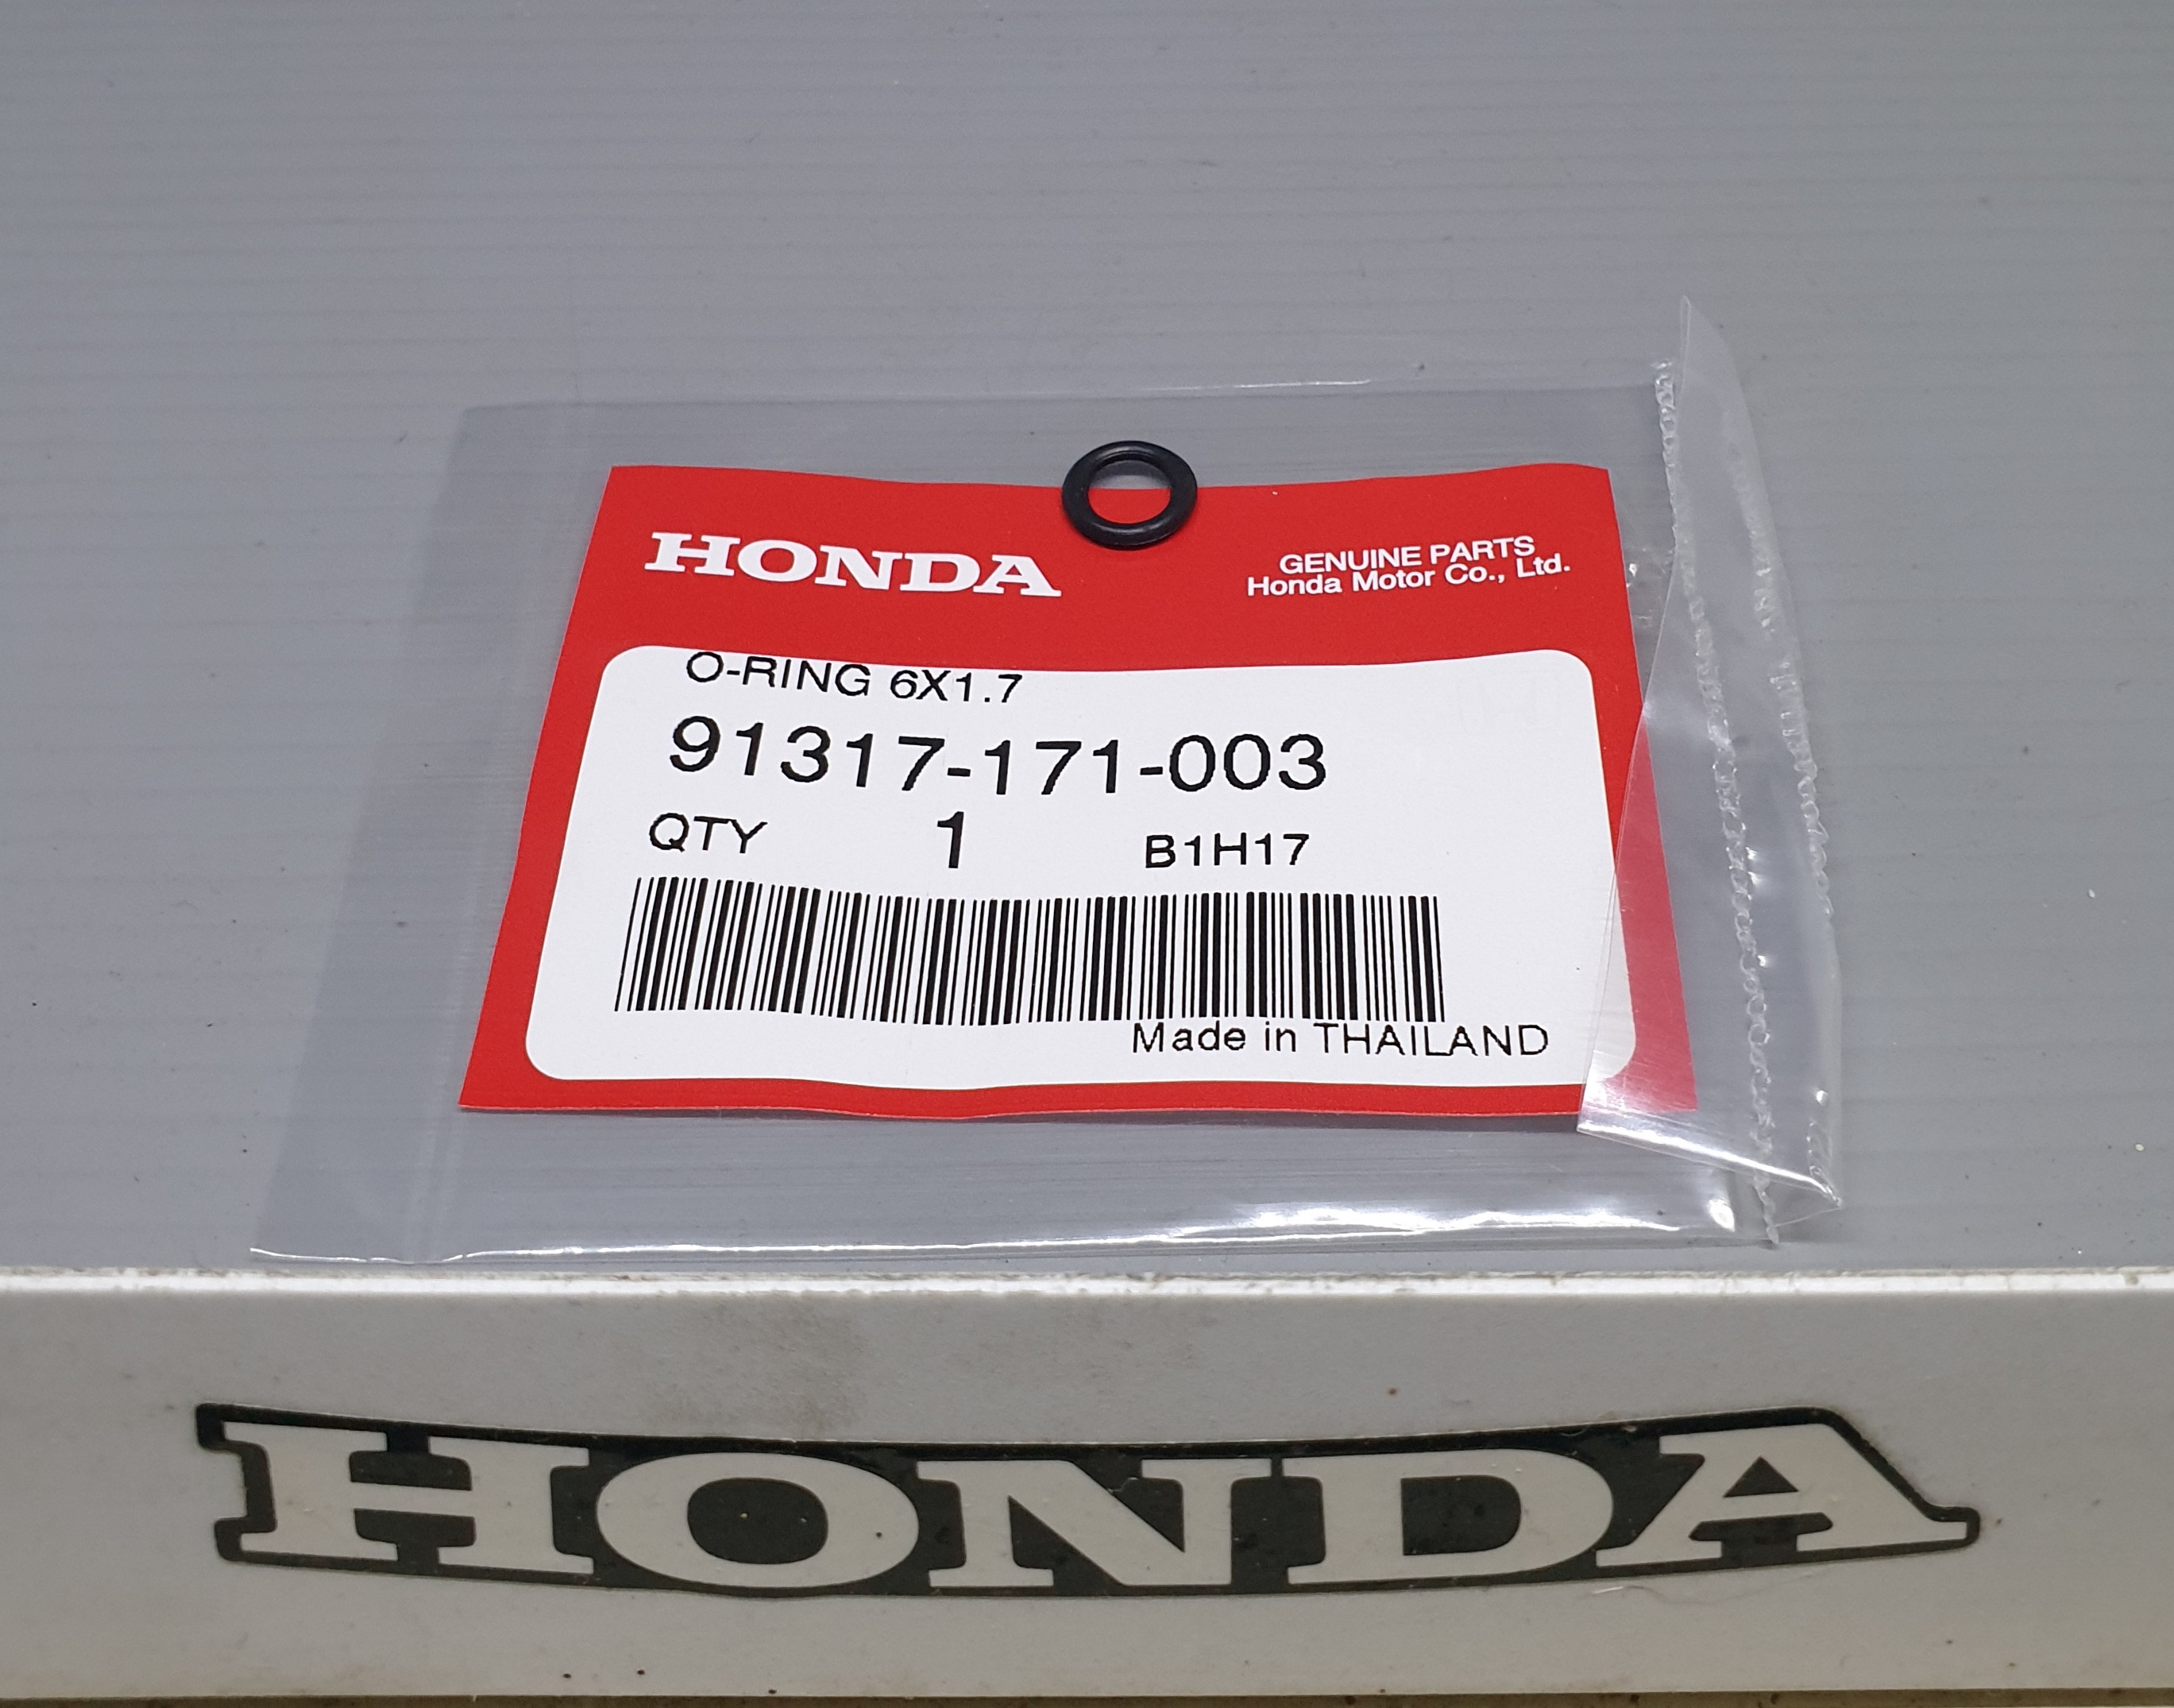 HONDA
GENUINE PARTS
Honda Motor Co., Ltd.
O-RING 6X1.7
91317-171-003
QTY 1 B1H17
Made in THAILAND
HONDA